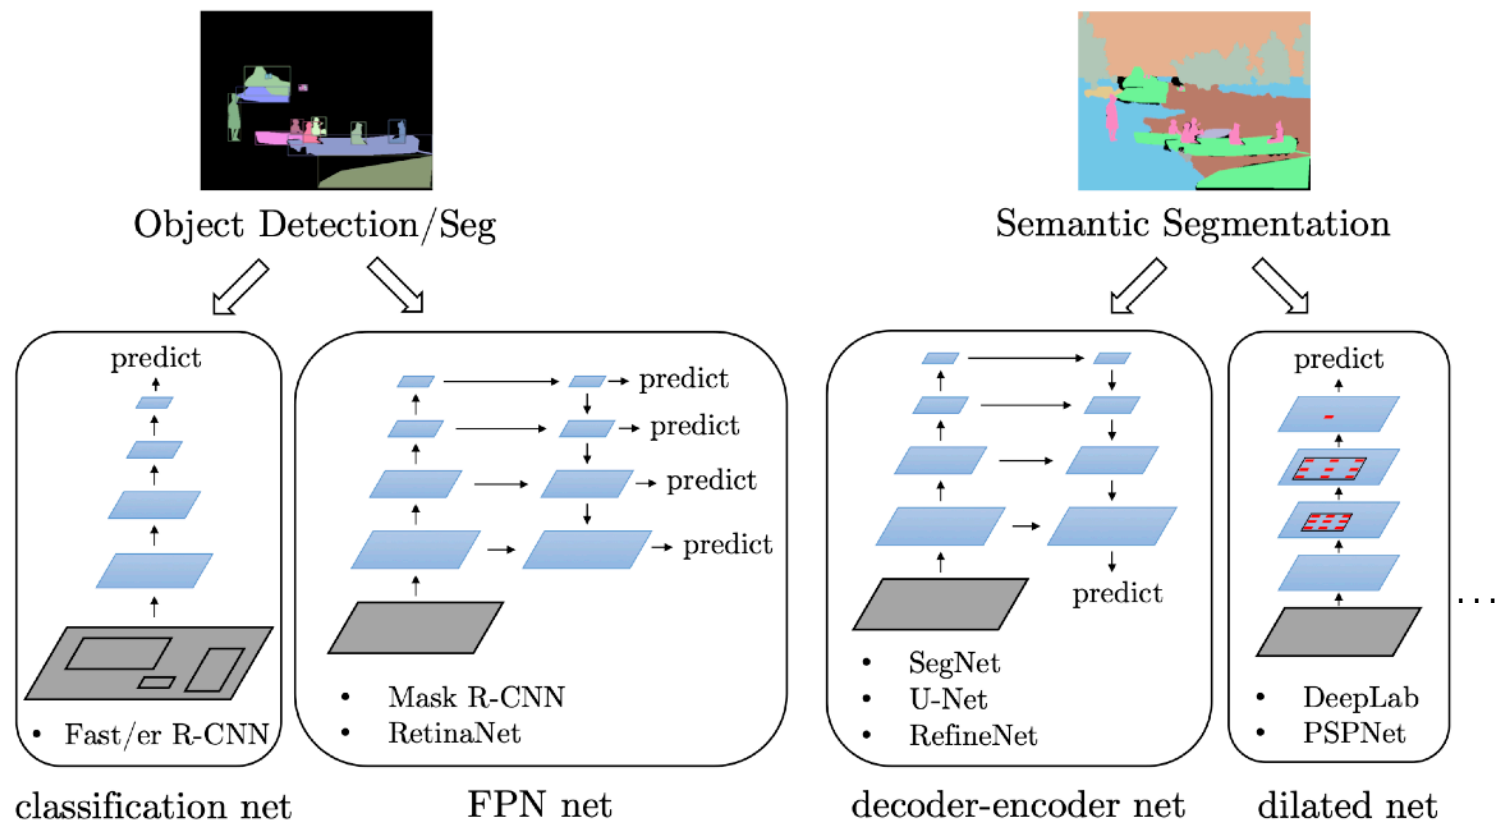 Object Detection/Seg
Semantic Segmentation
predict
• Fast/er R-CNN
classification net
predict
predict
predict
predict
• Mask R-CNN
• RetinaNet
FPN net
predict
• SegNet
• U-Net
• RefineNet
decoder-encoder net
predict
• DeepLab
• PSPNet
dilated net
...